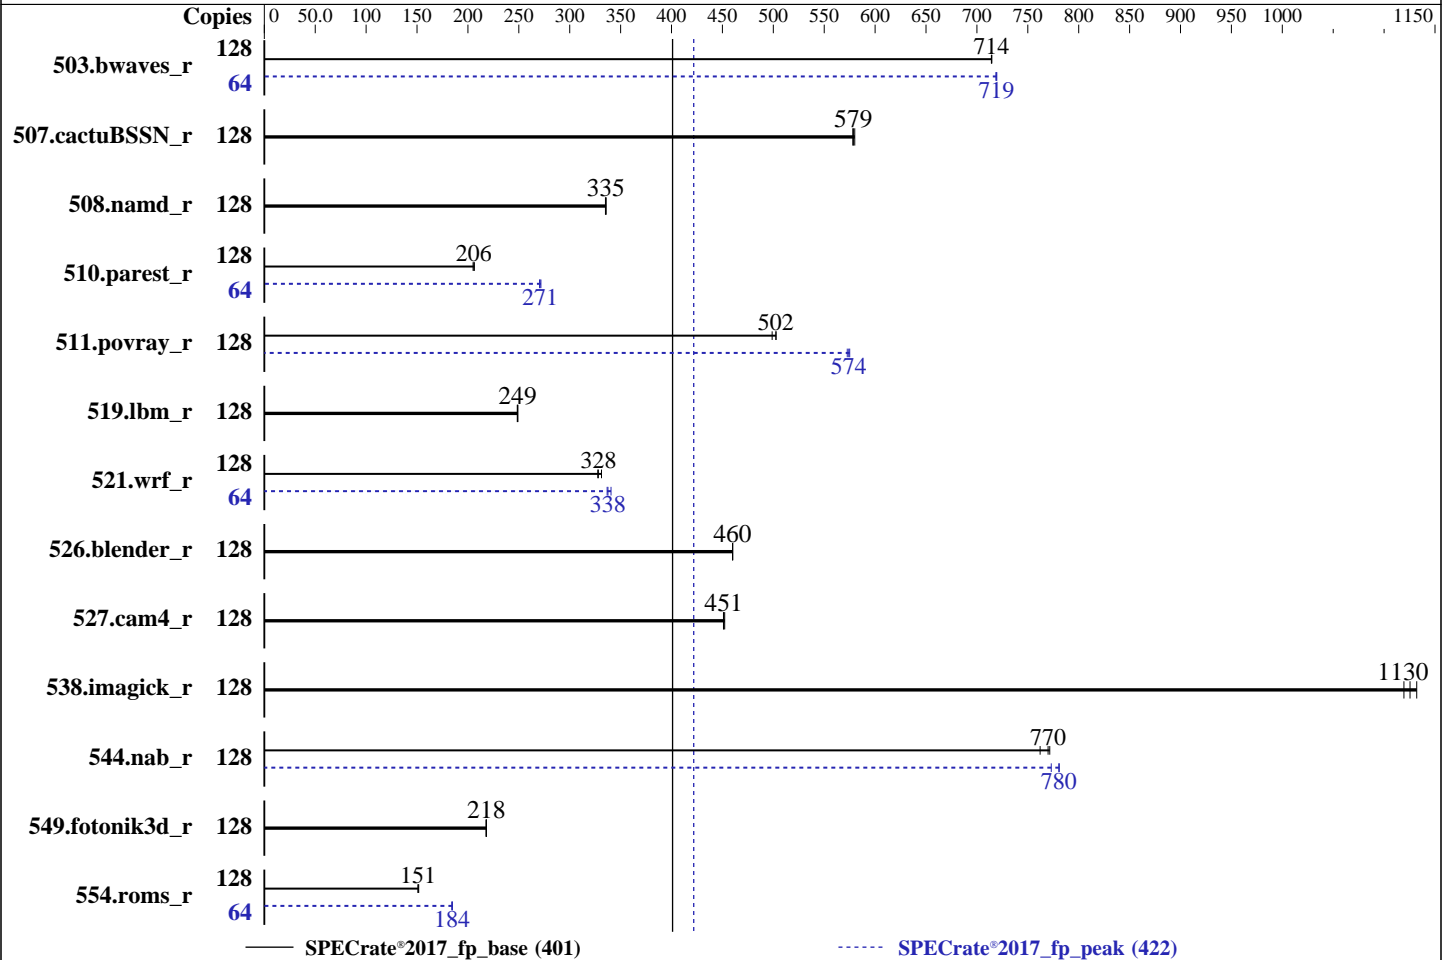 Copies 0 50.0 100 150 200 250 300 350 400 450 500 550 600 650 700 750 800 850 900 950 1000 1150
503.bwaves_r 128 714
64 719
507.cactuBSSN_r 128 579
508.namd_r 128 335
510.parest_r 128 206
64 271
511.povray_r 128 502
574
519.lbm_r 128 249
521.wrf_r 128 328
64 338
526.blender_r 128 460
527.cam4_r 128 451
538.imagick_r 128 1130
544.nab_r 128 770
780
549.fotonik3d_r 128 218
554.roms_r 128 151
64 184
SPECrate®2017_fp_base (401) SPECrate®2017_fp_peak (422)